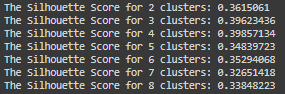 The Silhouette Score for 2 clusters: 0.3615061
The Silhouette Score for 3 clusters: 0.39623436
The Silhouette Score for 4 clusters: 0.39857134
The Silhouette Score for 5 clusters: 0.34839723
The Silhouette Score for 6 clusters: 0.35294068
The Silhouette Score for 7 clusters: 0.32651418
The Silhouette Score for 8 clusters: 0.33848223